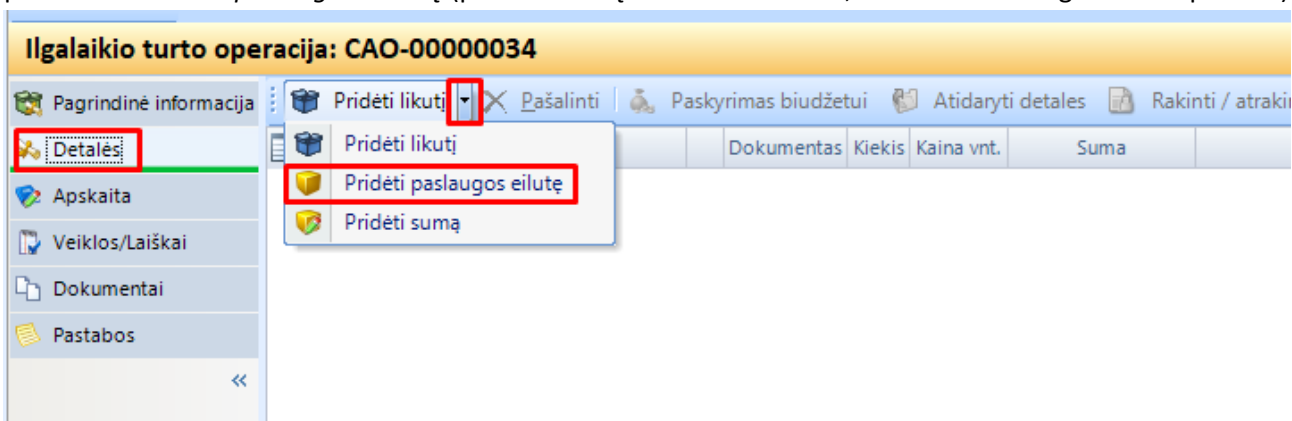 Ilgalaikio turto operacija: CAO-00000034
Pagrindinė informacija
Pridėti likutį Pašalinti Paskyrimas biudžetui Atidaryti detales Rakinti / atrakin
Detalės
Pridėti likutį
Dokumentas Kiekis Kaina vnt. Suma
Pridėti paslaugos eilutę
Apskaita
Pridėti sumą
Veiklos/Laiškai
Dokumentai
Pastabos
«